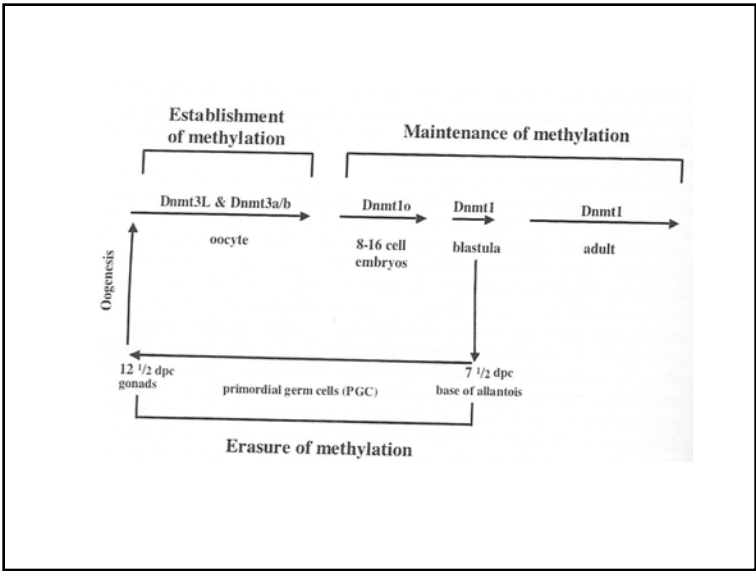 Establishment
of methylation
Maintenance of methylation
Dnmt3L & Dnmt3a/b
Dnmt1o
Dnmt1
Dnmt1
oocyte
8-16 cell
embryos
blastula
adult
Oogenesis
12 1/2 dpc
gonads
primordial germ cells (PGC)
7 1/2 dpc
base of allantois
Erasure of methylation